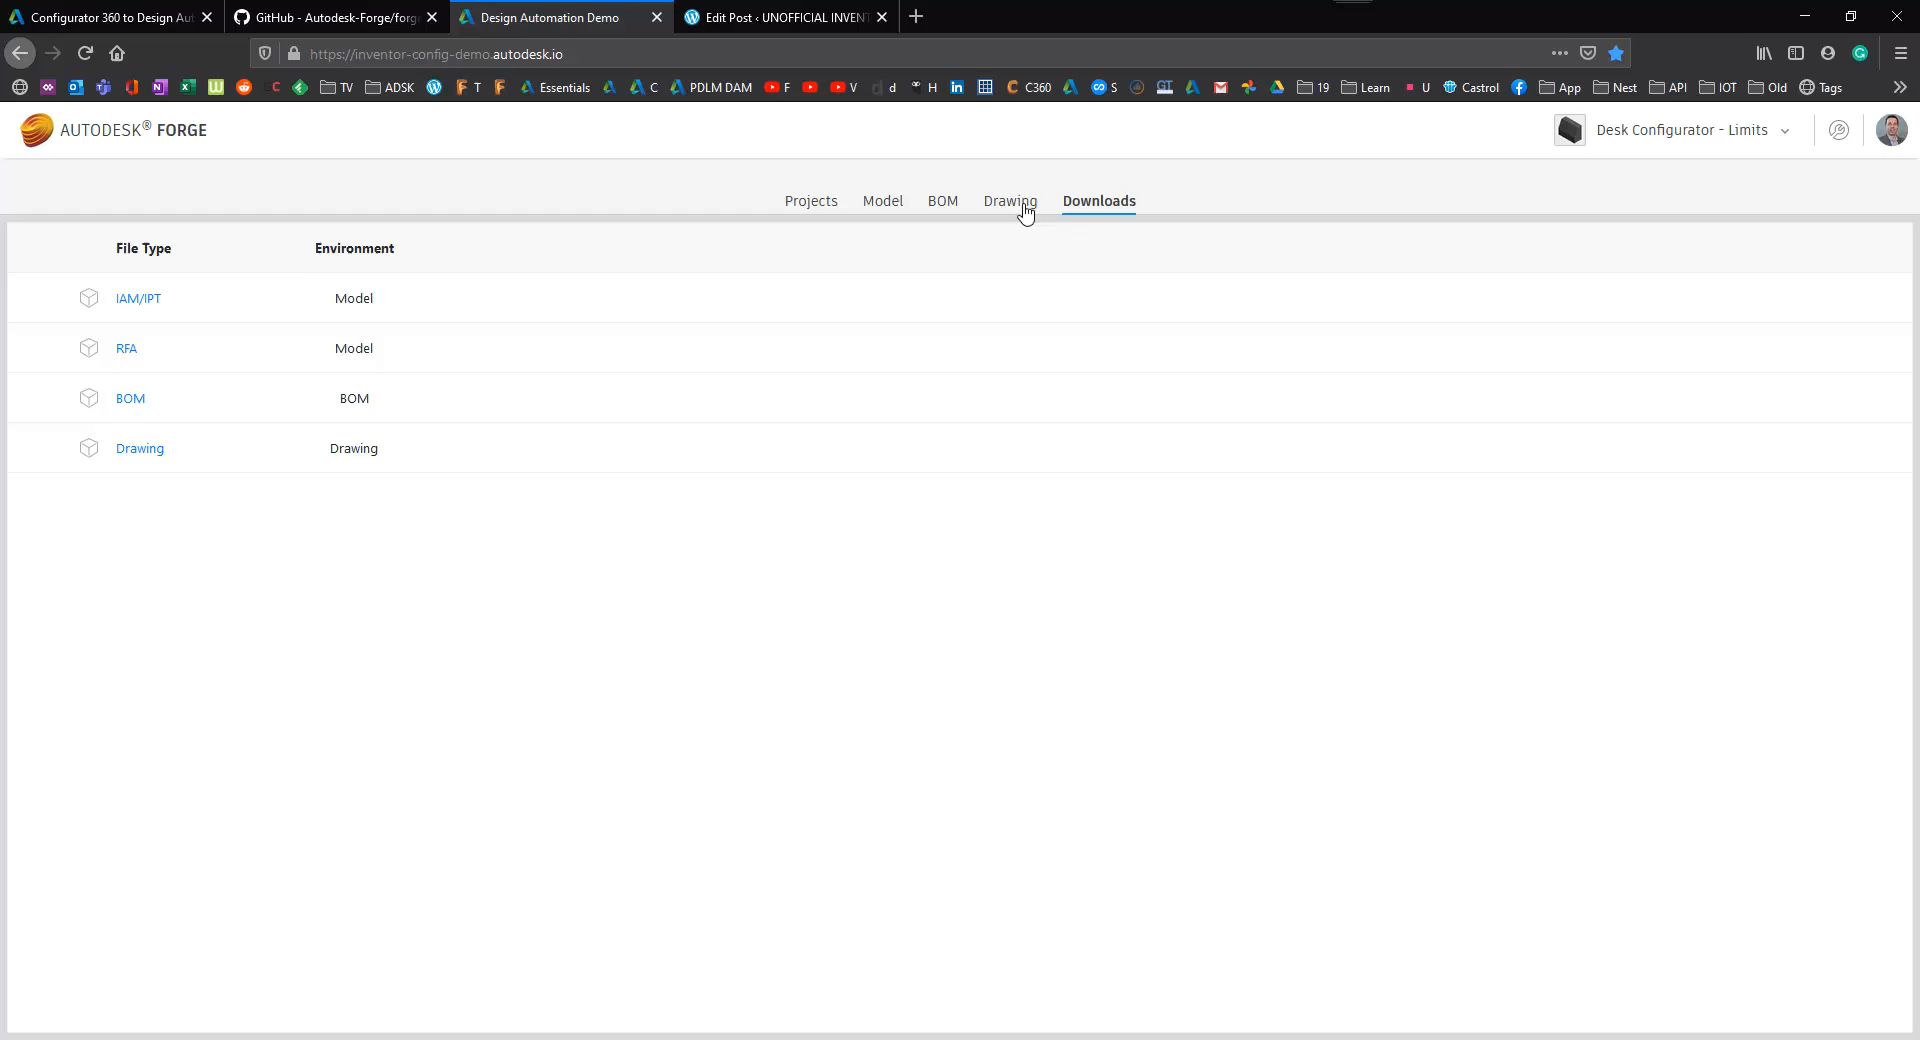 Configurator 360 to Design Aut
GitHub - Autodesk-Forge/forg
Design Automation Demo
Edit Post ‹ UNOFFICIAL INVEN
https://inventor-config-demo.autodesk.io
C
TV
ADSK
T
Essentials
C
PDLM DAM
F
V
d
H
C360
S
GT
19
Learn
U
Castrol
App
Nest
API
IOT
Old
Tags
AUTODESK® FORGE
Desk Configurator - Limits
Projects
Model
BOM
Drawing
Downloads
File Type
Environment
IAM/IPT
Model
RFA
Model
BOM
BOM
Drawing
Drawing